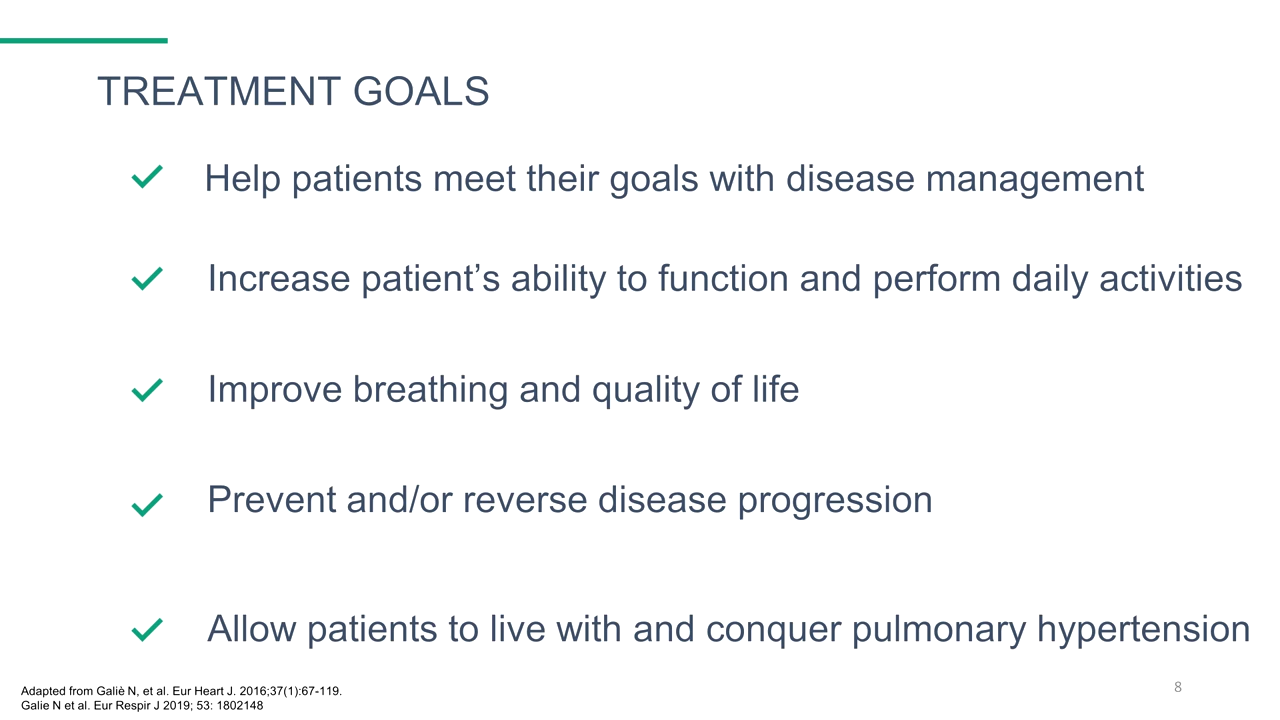 TREATMENT GOALS
Help patients meet their goals with disease management
Increase patient’s ability to function and perform daily activities
Improve breathing and quality of life
Prevent and/or reverse disease progression
Allow patients to live with and conquer pulmonary hypertension
Adapted from Galiè N, et al. Eur Heart J. 2016;37(1):67-119.
Galie N et al. Eur Respir J 2019; 53: 1802148
8